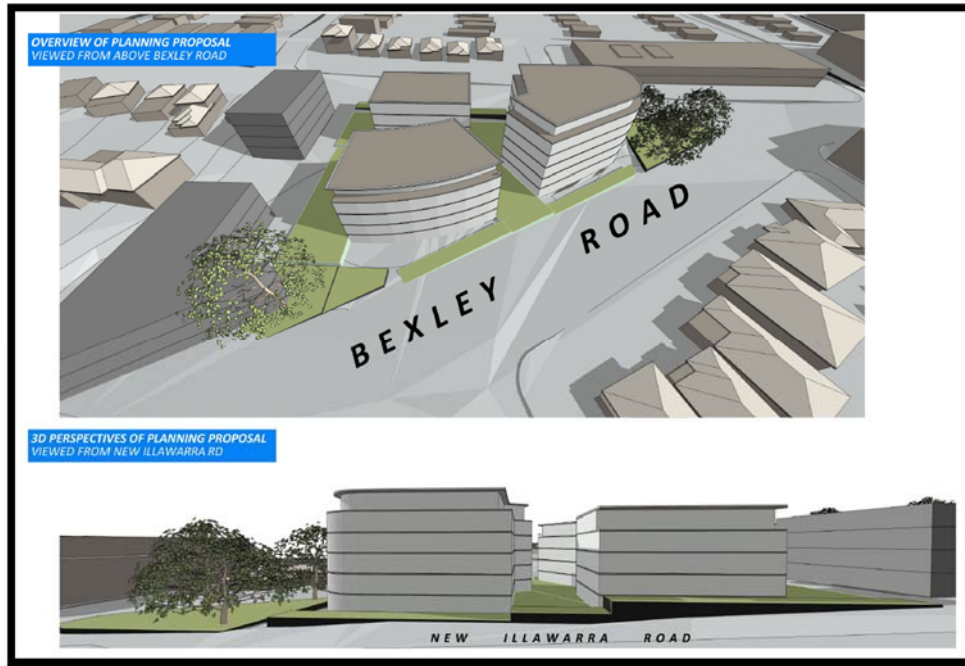 OVERVIEW OF PLANNING PROPOSAL
VIEWED FROM ABOVE BEXLEY ROAD
BEXLEY ROAD
3D PERSPECTIVES OF PLANNING PROPOSAL
VIEWED FROM NEW ILLAWARRA RD
NEW ILLAWARRA ROAD